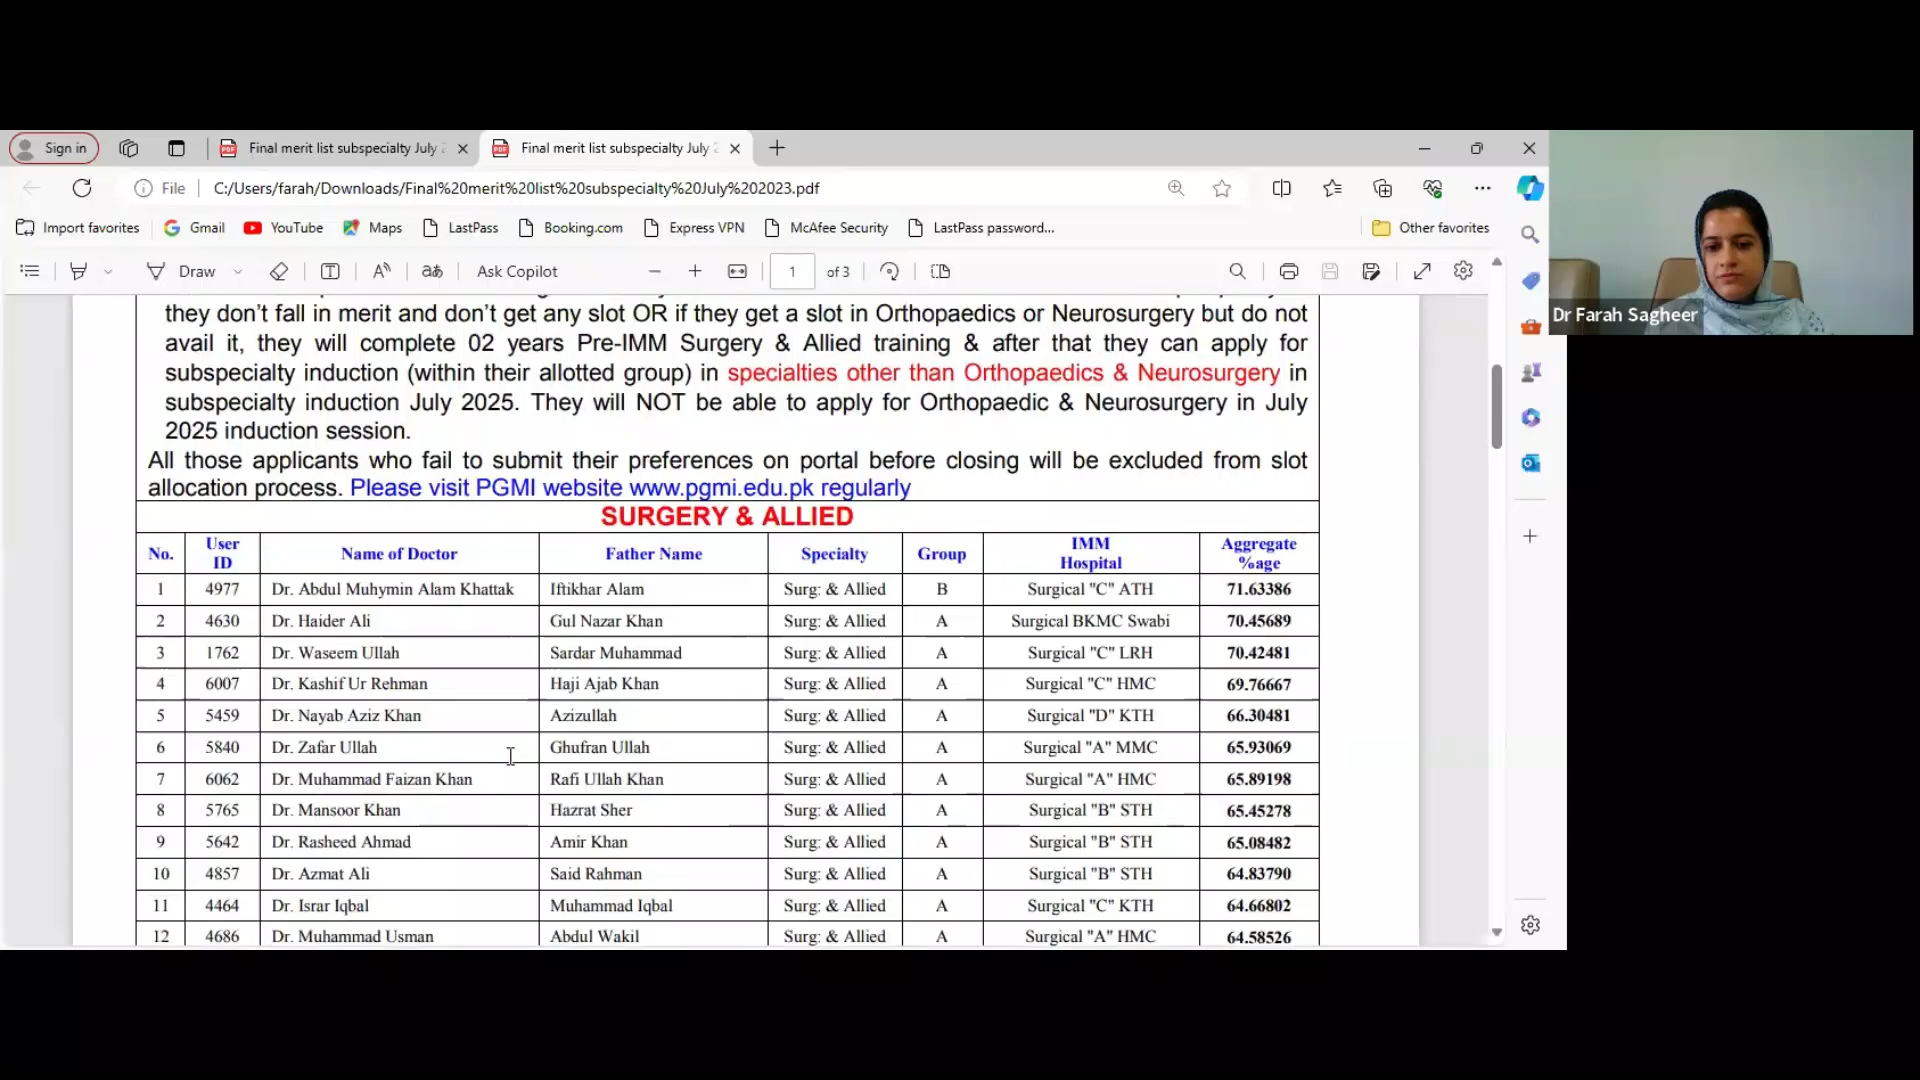 Sign in
Final merit list subspecialty July 2
Final merit list subspecialty July 2
File
C:/Users/farah/Downloads/Final%20merit%20list%20subspecialty%20July%202023.pdf
Import favorites Gmail YouTube Maps LastPass Booking.com Express VPN McAfee Security LastPass password... Other favorites
Draw Ask Copilot 1 of 3
Dr Farah Sagheer
they don't fall in merit and don't get any slot OR if they get a slot in Orthopaedics or Neurosurgery but do not
avail it, they will complete 02 years Pre-IMM Surgery & Allied training & after that they can apply for
subspecialty induction (within their allotted group) in specialties other than Orthopaedics & Neurosurgery in
subspecialty induction July 2025. They will NOT be able to apply for Orthopaedic & Neurosurgery in July
2025 induction session.
All those applicants who fail to submit their preferences on portal before closing will be excluded from slot
allocation process. Please visit PGMI website www.pgmi.edu.pk regularly
SURGERY & ALLIED
No. User ID Name of Doctor Father Name Specialty Group IMM Hospital Aggregate %age
1 4977 Dr. Abdul Muhymin Alam Khattak Iftikhar Alam Surg: & Allied B Surgical "C" ATH 71.63386
2 4630 Dr. Haider Ali Gul Nazar Khan Surg: & Allied A Surgical BKMC Swabi 70.45689
3 1762 Dr. Waseem Ullah Sardar Muhammad Surg: & Allied A Surgical "C" LRH 70.42481
4 6007 Dr. Kashif Ur Rehman Haji Ajab Khan Surg: & Allied A Surgical "C" HMC 69.76667
5 5459 Dr. Nayab Aziz Khan Azizullah Surg: & Allied A Surgical "D" KTH 66.30481
6 5840 Dr. Zafar Ullah Ghufran Ullah Surg: & Allied A Surgical "A" MMC 65.93069
7 6062 Dr. Muhammad Faizan Khan Rafi Ullah Khan Surg: & Allied A Surgical "A" HMC 65.89198
8 5765 Dr. Mansoor Khan Hazrat Sher Surg: & Allied A Surgical "B" STH 65.45278
9 5642 Dr. Rasheed Ahmad Amir Khan Surg: & Allied A Surgical "B" STH 65.08482
10 4857 Dr. Azmat Ali Said Rahman Surg: & Allied A Surgical "B" STH 64.83790
11 4464 Dr. Israr Iqbal Muhammad Iqbal Surg: & Allied A Surgical "C" KTH 64.66802
12 4686 Dr. Muhammad Usman Abdul Wakil Surg: & Allied A Surgical "A" HMC 64.58526